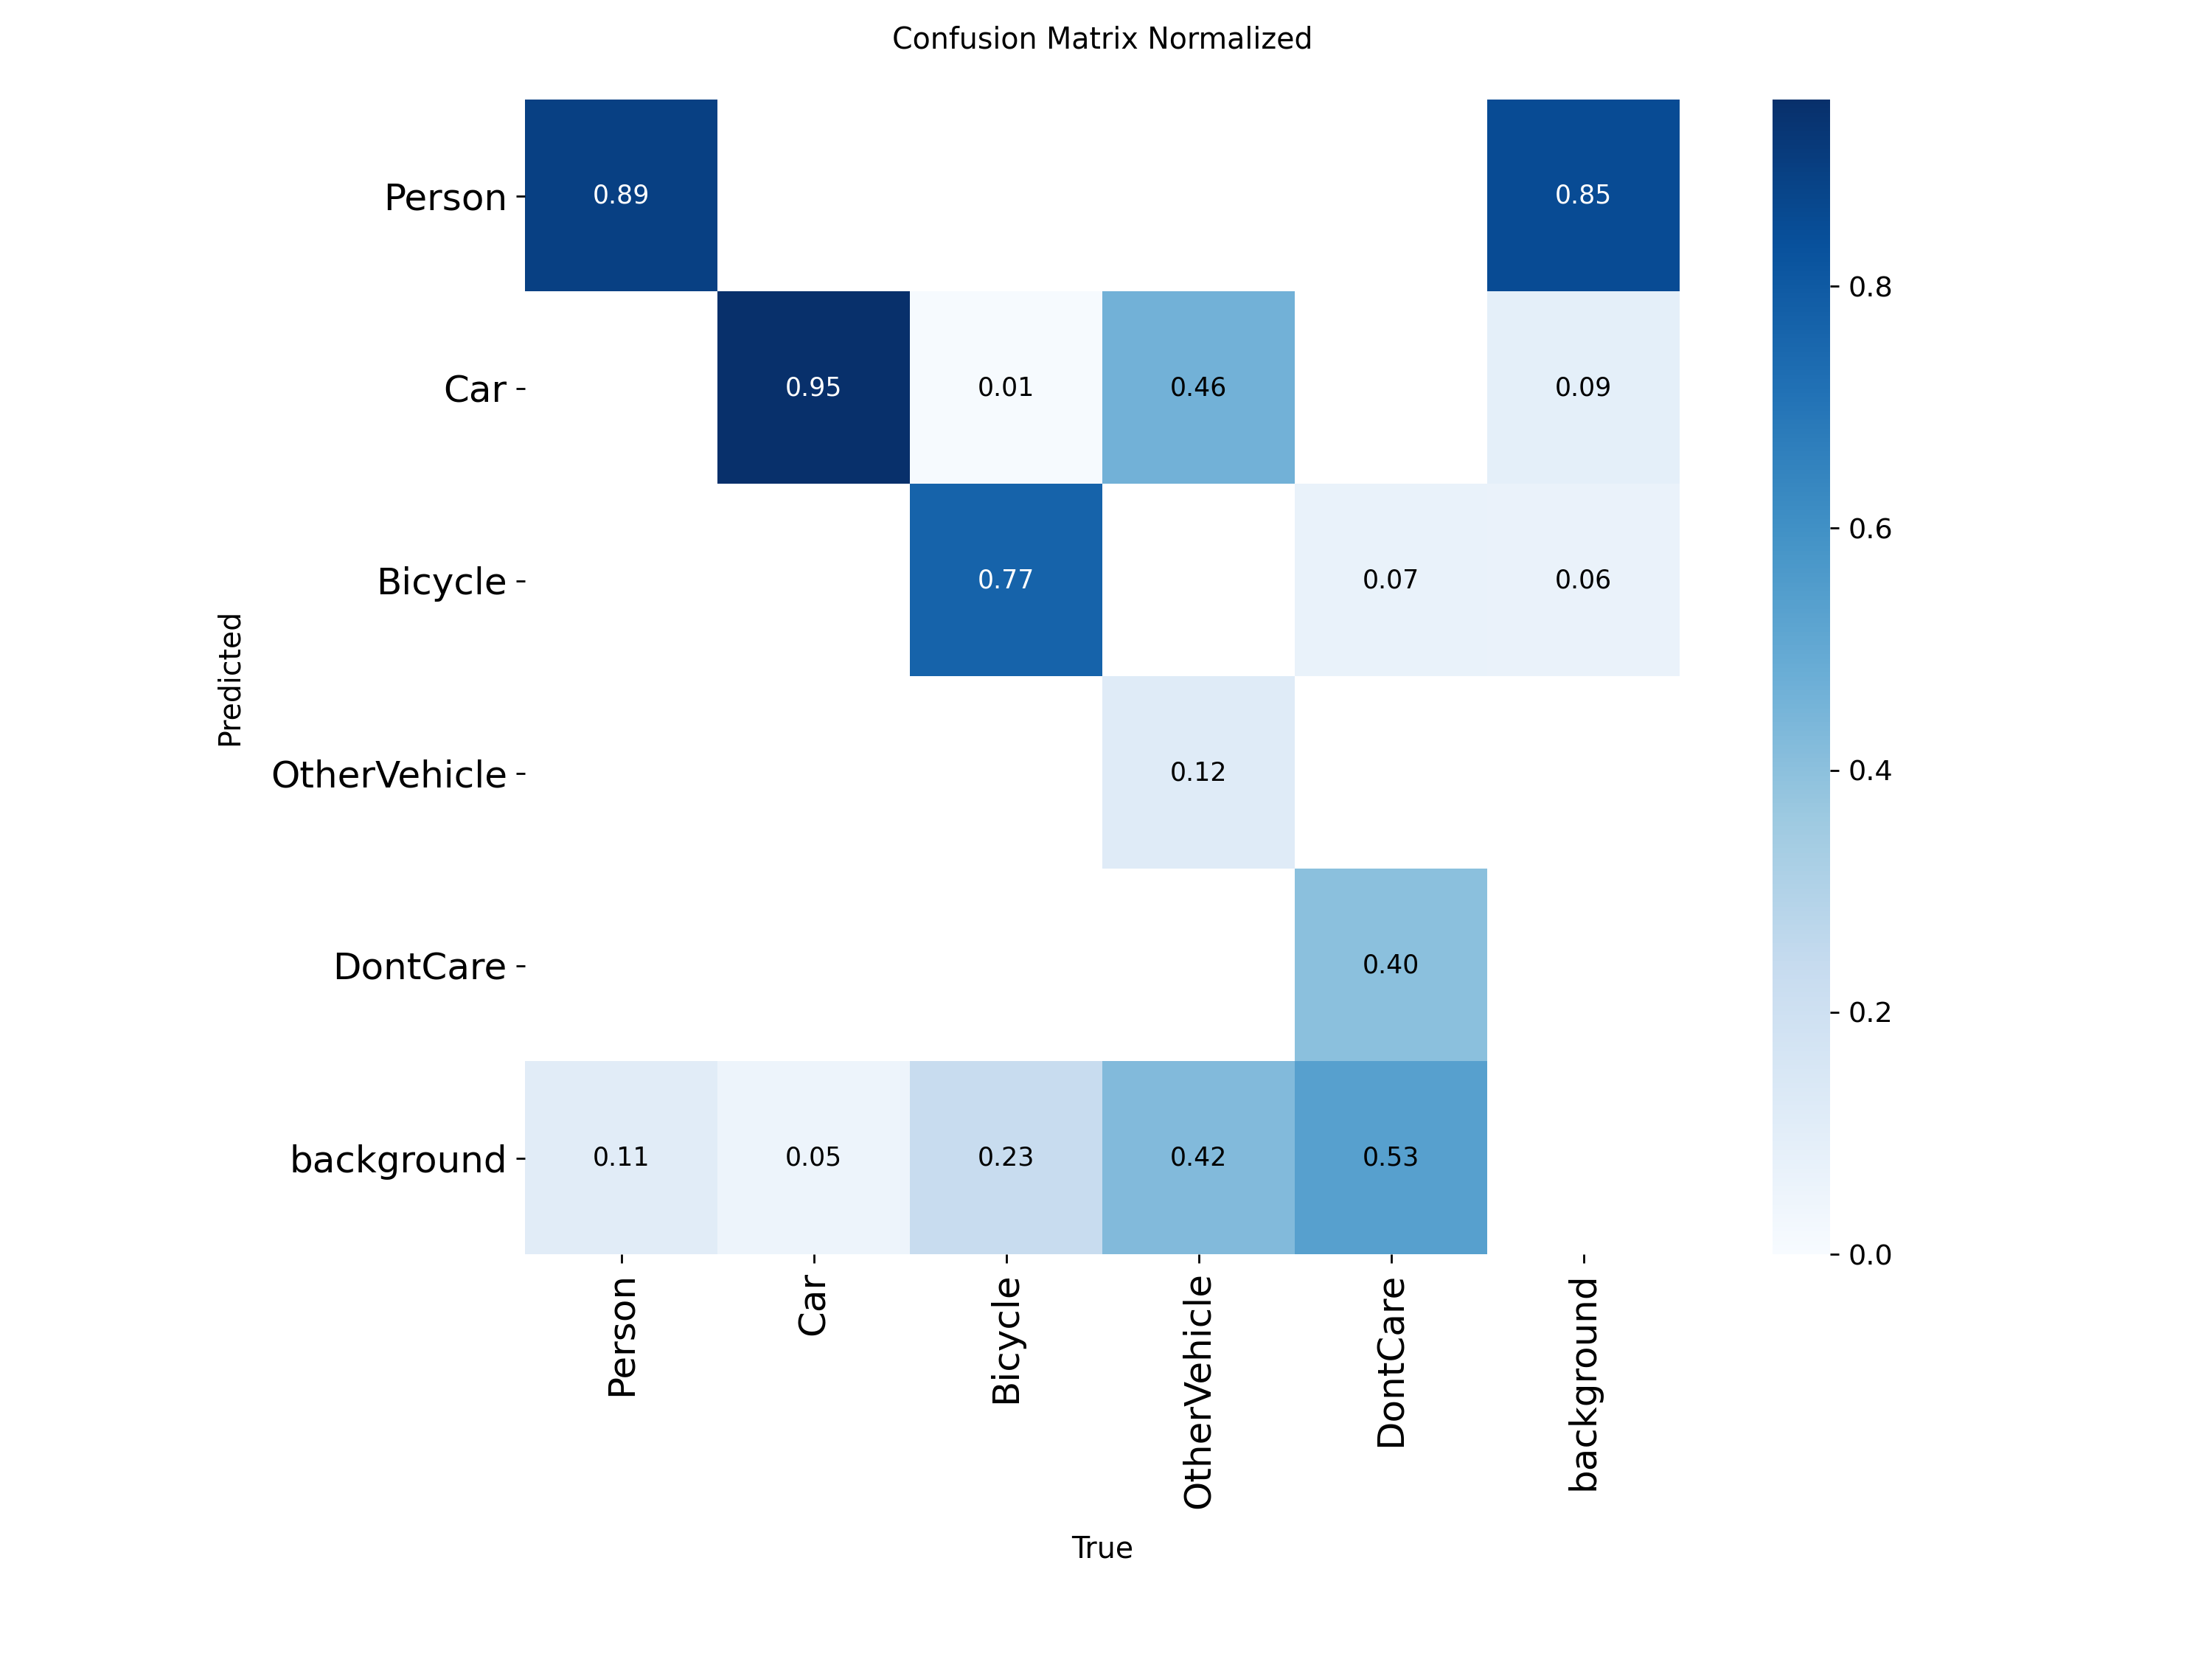 Confusion Matrix Normalized
Person
0.89
0.85
Car
0.95
0.01
0.46
0.09
Bicycle
0.77
0.07
0.06
OtherVehicle
0.12
DontCare
0.40
background
0.11
0.05
0.23
0.42
0.53
Predicted
Person
Car
Bicycle
OtherVehicle
DontCare
background
True
0.8
0.6
0.4
0.2
0.0